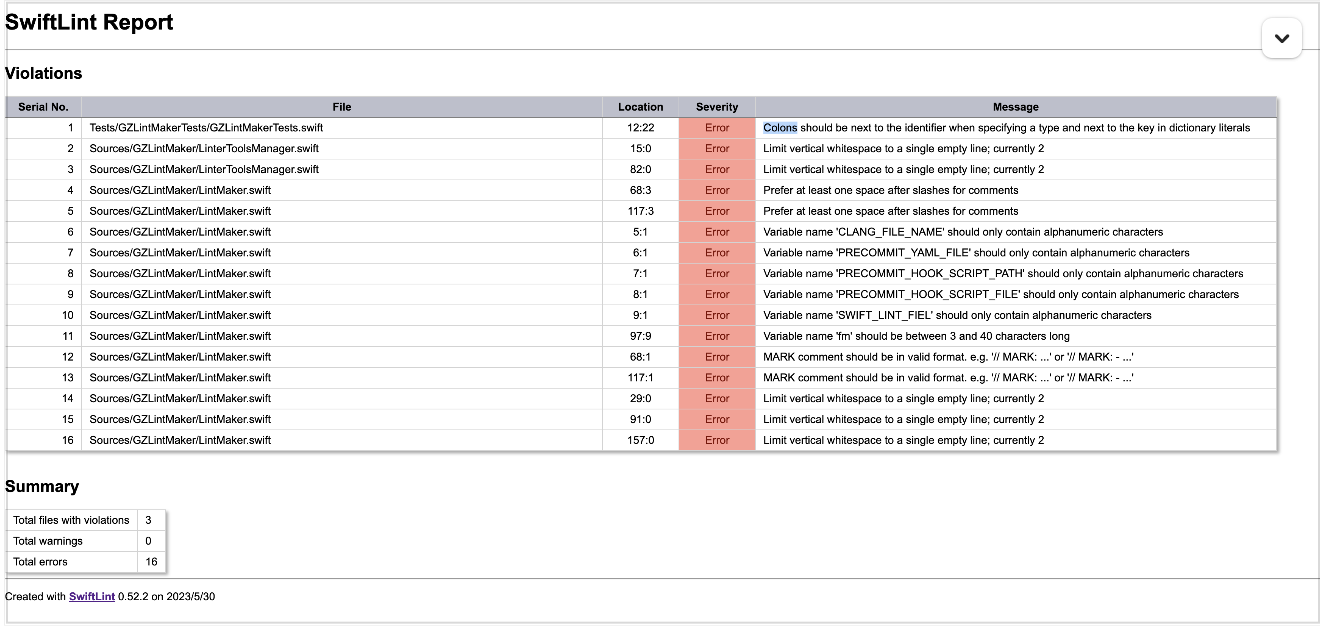 SwiftLint Report
Violations
Serial No. File Location Severity Message
1 Tests/GZLintMakerTests/GZLintMakerTests.swift 12:22 Error Colons should be next to the identifier when specifying a type and next to the key in dictionary literals
2 Sources/GZLintMaker/LinterToolsManager.swift 15:0 Error Limit vertical whitespace to a single empty line; currently 2
3 Sources/GZLintMaker/LinterToolsManager.swift 82:0 Error Limit vertical whitespace to a single empty line; currently 2
4 Sources/GZLintMaker/LintMaker.swift 68:3 Error Prefer at least one space after slashes for comments
5 Sources/GZLintMaker/LintMaker.swift 117:3 Error Prefer at least one space after slashes for comments
6 Sources/GZLintMaker/LintMaker.swift 5:1 Error Variable name 'CLANG_FILE_NAME' should only contain alphanumeric characters
7 Sources/GZLintMaker/LintMaker.swift 6:1 Error Variable name 'PRECOMMIT_YAML_FILE' should only contain alphanumeric characters
8 Sources/GZLintMaker/LintMaker.swift 7:1 Error Variable name 'PRECOMMIT_HOOK_SCRIPT_PATH' should only contain alphanumeric characters
9 Sources/GZLintMaker/LintMaker.swift 8:1 Error Variable name 'PRECOMMIT_HOOK_SCRIPT_FILE' should only contain alphanumeric characters
10 Sources/GZLintMaker/LintMaker.swift 9:1 Error Variable name 'SWIFT_LINT_FIEL' should only contain alphanumeric characters
11 Sources/GZLintMaker/LintMaker.swift 97:9 Error Variable name 'fm' should be between 3 and 40 characters long
12 Sources/GZLintMaker/LintMaker.swift 68:1 Error MARK comment should be in valid format. e.g. '// MARK: ...' or '// MARK: - ...'
13 Sources/GZLintMaker/LintMaker.swift 117:1 Error MARK comment should be in valid format. e.g. '// MARK: ...' or '// MARK: - ...'
14 Sources/GZLintMaker/LintMaker.swift 29:0 Error Limit vertical whitespace to a single empty line; currently 2
15 Sources/GZLintMaker/LintMaker.swift 91:0 Error Limit vertical whitespace to a single empty line; currently 2
16 Sources/GZLintMaker/LintMaker.swift 157:0 Error Limit vertical whitespace to a single empty line; currently 2
Summary
Total files with violations 3
Total warnings 0
Total errors 16
Created with SwiftLint 0.52.2 on 2023/5/30